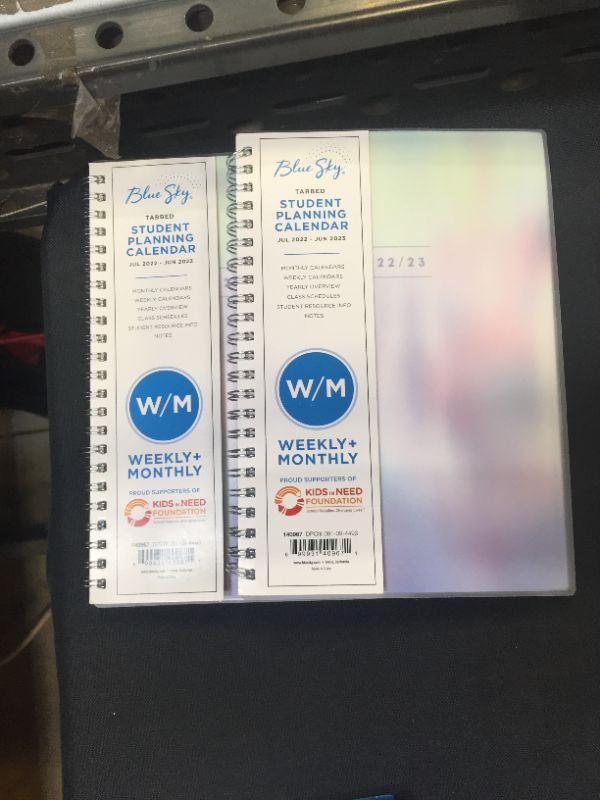 Blue Sky
TABBED
STUDENT
PLANNING
CALENDAR
JUL 2022 - JUN 2023
MONTHLY CALENDARS
WEEKLY CALENDARS
YEARLY OVERVIEW
CLASS SCHEDULES
STUDENT RESOURCE INFO
NOTES
W/M
WEEKLY+
MONTHLY
PROUD SUPPORTERS OF
KIDS IN NEED
FOUNDATION
140967
Blue Sky
TABBED
STUDENT
PLANNING
CALENDAR
JUL 2022 - JUN 2023
MONTHLY CALENDARS
WEEKLY CALENDARS
YEARLY OVERVIEW
CLASS SCHEDULES
STUDENT RESOURCE INFO
NOTES
W/M
WEEKLY+
MONTHLY
PROUD SUPPORTERS OF
KIDS IN NEED
FOUNDATION
140967
22/23